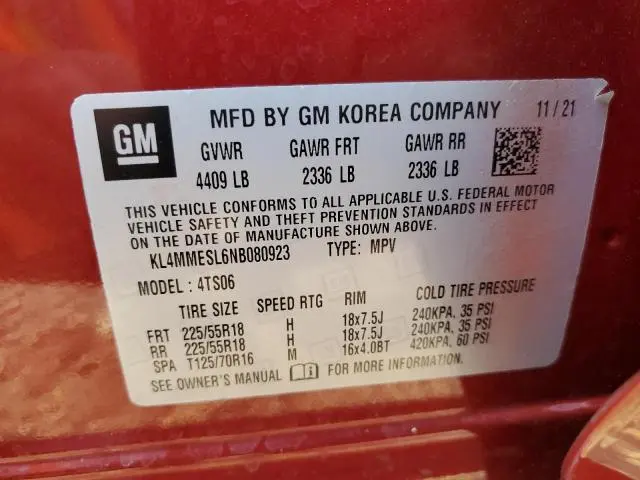 GM
MFD BY GM KOREA COMPANY 11/21
GVWR GAWR FRT GAWR RR
4409 LB 2336 LB 2336 LB
THIS VEHICLE CONFORMS TO ALL APPLICABLE U.S. FEDERAL MOTOR
VEHICLE SAFETY AND THEFT PREVENTION STANDARDS IN EFFECT
ON THE DATE OF MANUFACTURE SHOWN ABOVE.
KL4MMESL6NB080923 TYPE: MPV
MODEL : 4TS06
TIRE SIZE SPEED RTG RIM COLD TIRE PRESSURE
FRT 225/55R18 H 18x7.5J 240KPA, 35 PSI
RR 225/55R18 H 18x7.5J 240KPA, 35 PSI
SPA T125/70R16 M 16x4.0BT 420KPA, 60 PSI
SEE OWNER'S MANUAL FOR MORE INFORMATION.